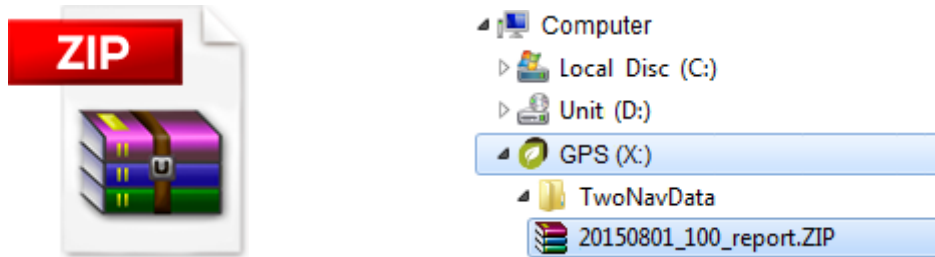 ZIP
U
Computer
Local Disc (C:)
Unit (D:)
GPS (X:)
TwoNavData
20150801_100_report.ZIP